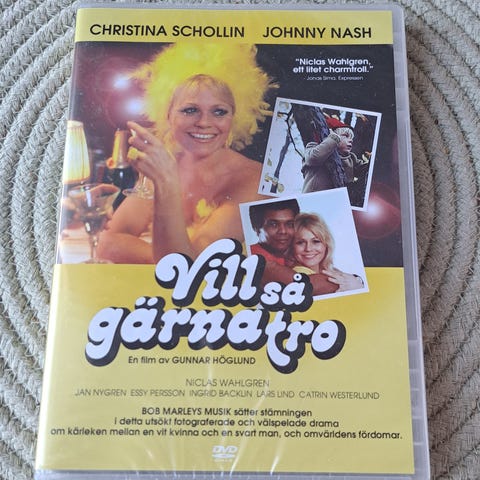 CHRISTINA SCHOLLIN JOHNNY NASH
"Niclas Wahlgren,
ett litet charmtroll."
- Jonas Sima, Expressen
Vill så
gärna tro
En film av GUNNAR HÖGLUND
NICLAS WAHLGREN
JAN NYGREN ESSY PERSSON INGRID BACKLIN LARS LIND CATRIN WESTERLUND
BOB MARLEYS MUSIK sätter stämningen
i detta utsökt fotograferade och välspelade drama
om kärleken mellan en vit kvinna och en svart man, och omvärldens fördomar.
DVD